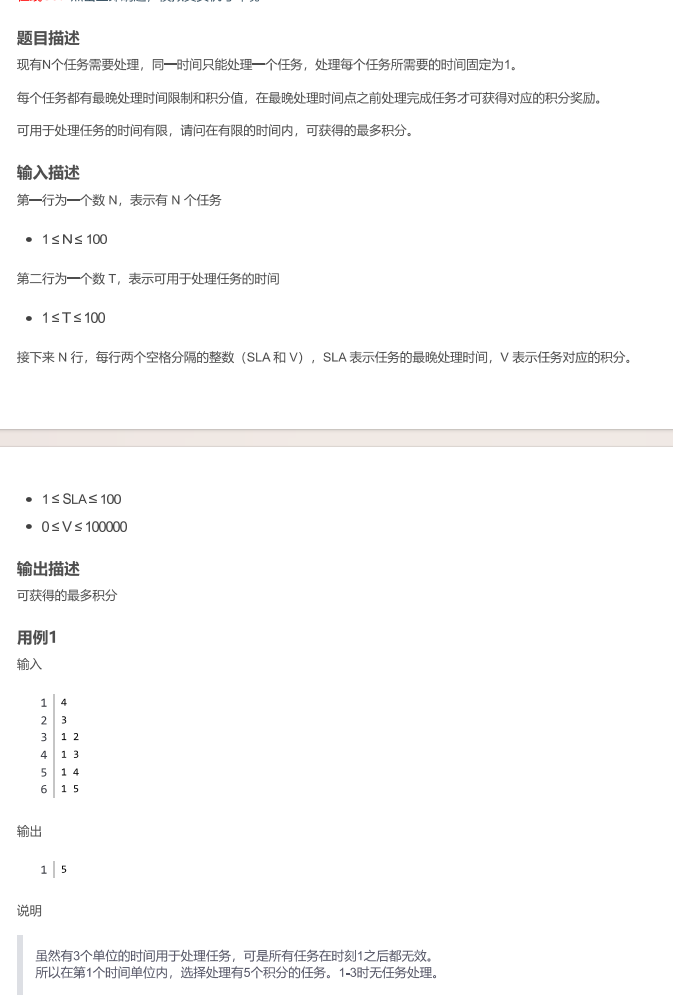 题目描述
现有N个任务需要处理，同一时间只能处理一个任务，处理每个任务所需要的时间固定为1。
每个任务都有最晚处理时间限制和积分值，在最晚处理时间点之前处理完成任务才可获得对应的积分奖励。
可用于处理任务的时间有限，请问在有限的时间内，可获得的最多积分。
输入描述
第一行为一个数 N，表示有 N 个任务
• 1 ≤ N ≤ 100
第二行为一个数 T，表示可用于处理任务的时间
• 1 ≤ T ≤ 100
接下来 N 行，每行两个空格分隔的整数（SLA 和 V），SLA 表示任务的最晚处理时间，V 表示任务对应的积分。
• 1 ≤ SLA ≤ 100
• 0 ≤ V ≤ 100000
输出描述
可获得的最多积分
用例1
输入
1 4
2 3
3 1 2
4 1 3
5 1 4
6 1 5
输出
1 5
说明
虽然有3个单位的时间用于处理任务，可是所有任务在时刻1之后都无效。
所以在第1个时间单位内，选择处理有5个积分的任务。1-3时无任务处理。